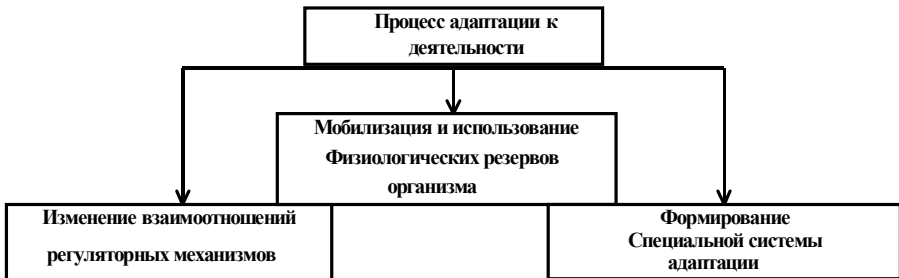 Процесс адаптации к
деятельности
Мобилизация и использование
Физиологических резервов
организма
Изменение взаимоотношений
регуляторных механизмов
Формирование
Специальной системы
адаптации